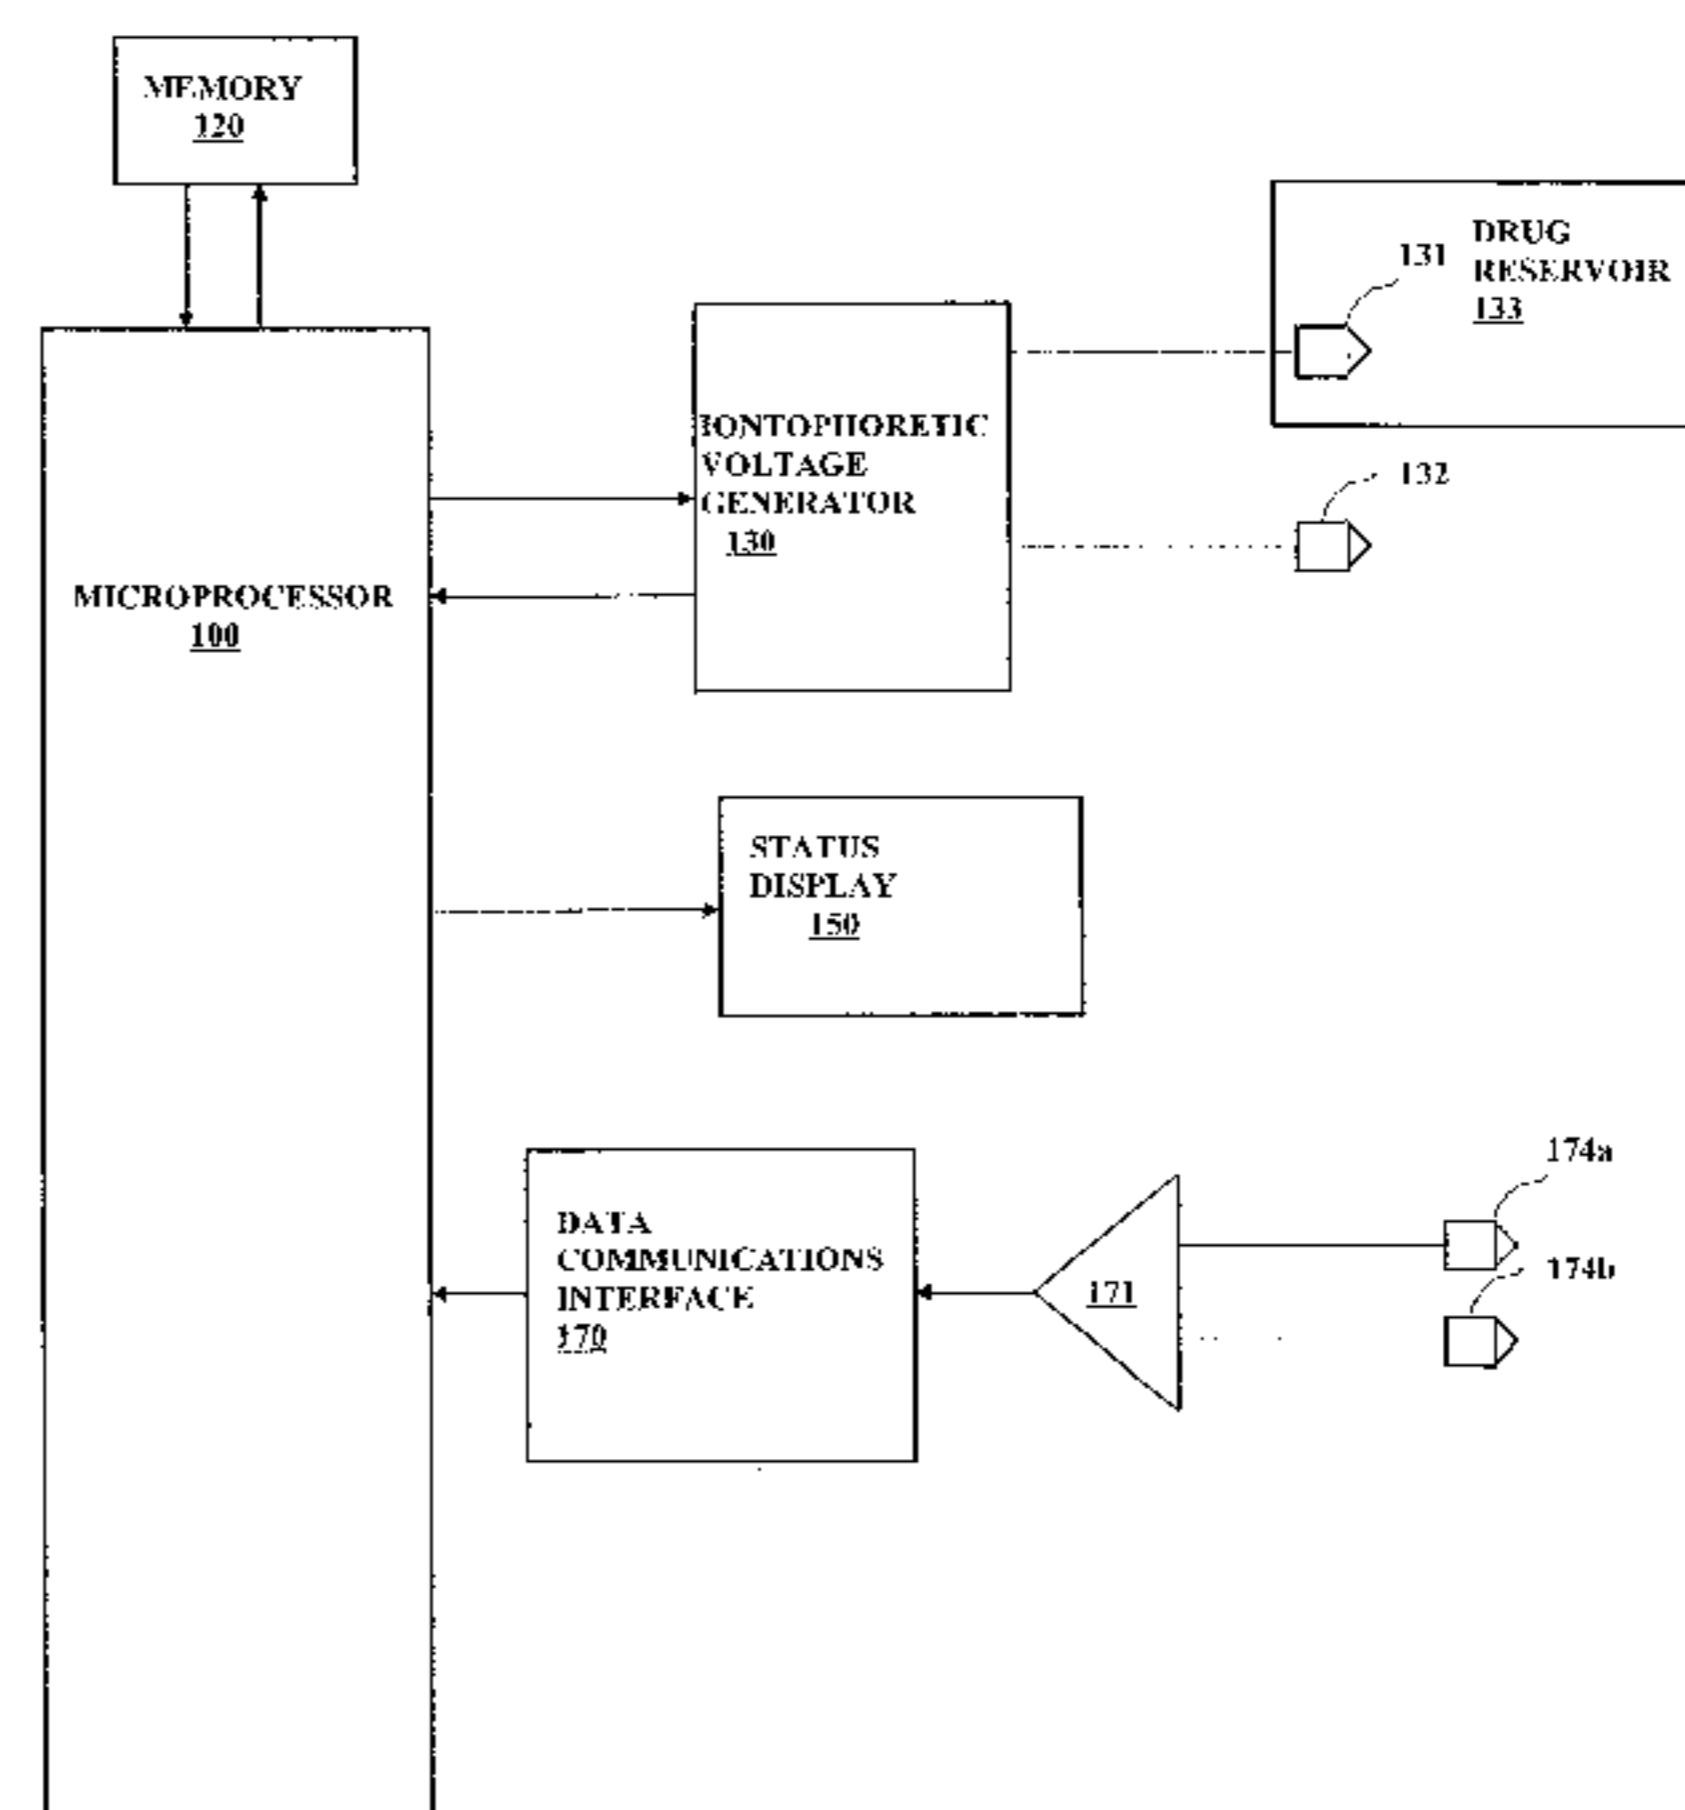 MEMORY
120
DRUG
RESERVOIR
133
131
132
IONTOPHORETIC
VOLTAGE
GENERATOR
130
MICROPROCESSOR
100
STATUS
DISPLAY
150
DATA
COMMUNICATIONS
INTERFACE
170
171
174a
174b